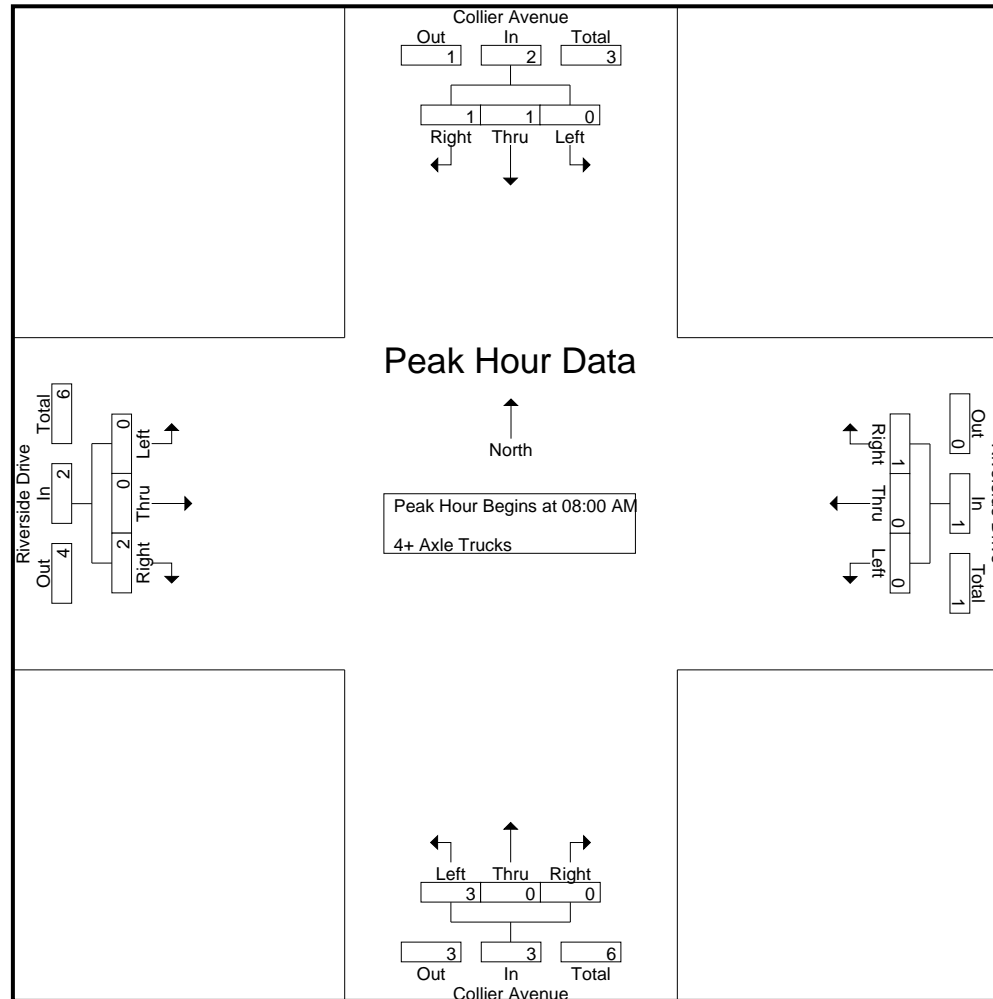 Collier Avenue
Out In Total
1 2 3
1 1 0
Right Thru Left
Peak Hour Data
North
Peak Hour Begins at 08:00 AM
4+ Axle Trucks
Riverside Drive
Out In Total
4 2 6
Right Thru Left
2 0 0
Out In Total
0 1 1
Right Thru Left
1 0 0
Left Thru Right
3 0 0
3 3 6
Out In Total
Collier Avenue